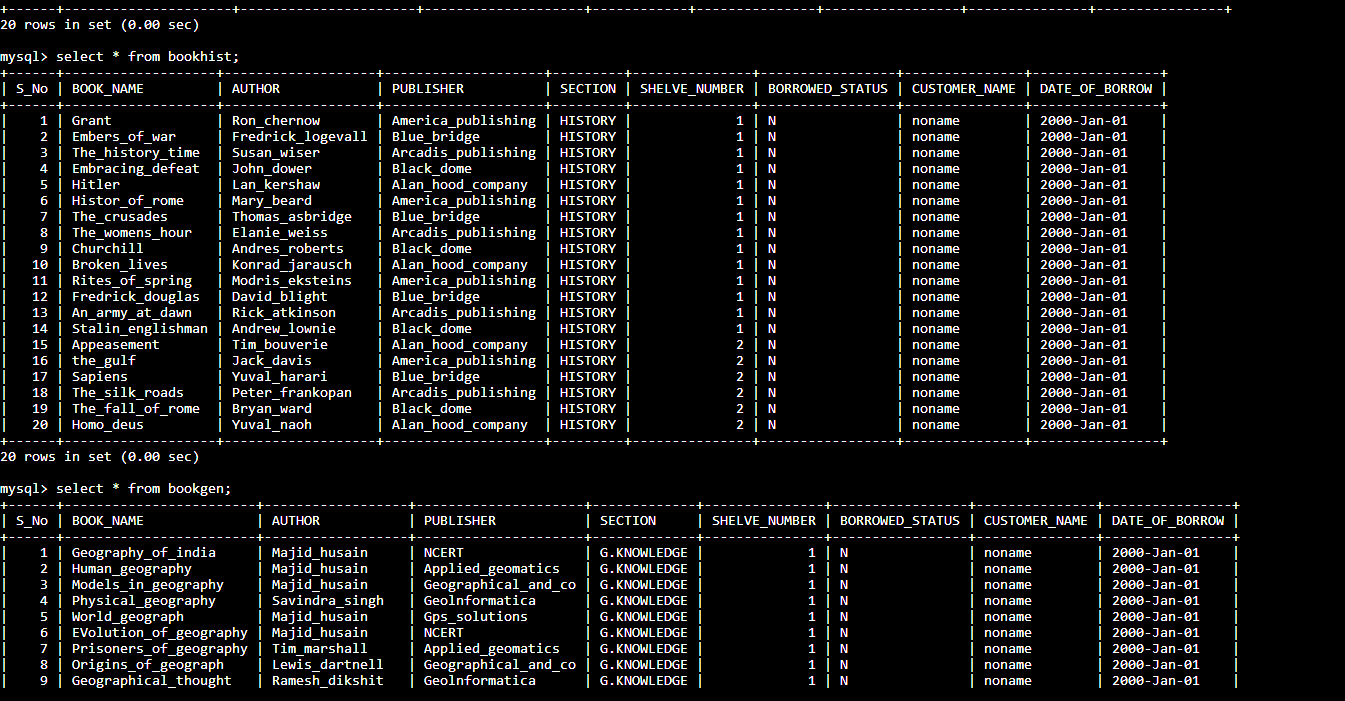 +------+---------------------+----------------------+--------------------+------------+---------------+-----------------+---------------+----------------+
20 rows in set (0.00 sec)
mysql> select * from bookhist;
+------+-------------------+-------------------+--------------------+---------+---------------+-----------------+---------------+----------------+
| S_No | BOOK_NAME         | AUTHOR            | PUBLISHER          | SECTION | SHELVE_NUMBER | BORROWED_STATUS | CUSTOMER_NAME | DATE_OF_BORROW |
+------+-------------------+-------------------+--------------------+---------+---------------+-----------------+---------------+----------------+
|    1 | Grant             | Ron_chernow       | America_publishing | HISTORY |             1 | N               | noname        | 2000-Jan-01    |
|    2 | Embers_of_war     | Fredrick_logevall | Blue_bridge        | HISTORY |             1 | N               | noname        | 2000-Jan-01    |
|    3 | The_history_time  | Susan_wiser       | Arcadis_publishing | HISTORY |             1 | N               | noname        | 2000-Jan-01    |
|    4 | Embracing_defeat  | John_dower        | Black_dome         | HISTORY |             1 | N               | noname        | 2000-Jan-01    |
|    5 | Hitler            | Lan_kershaw       | Alan_hood_company  | HISTORY |             1 | N               | noname        | 2000-Jan-01    |
|    6 | Histor_of_rome    | Mary_beard        | America_publishing | HISTORY |             1 | N               | noname        | 2000-Jan-01    |
|    7 | The_crusades      | Thomas_asbridge   | Blue_bridge        | HISTORY |             1 | N               | noname        | 2000-Jan-01    |
|    8 | The_womens_hour   | Elanie_weiss      | Arcadis_publishing | HISTORY |             1 | N               | noname        | 2000-Jan-01    |
|    9 | Churchill         | Andres_roberts    | Black_dome         | HISTORY |             1 | N               | noname        | 2000-Jan-01    |
|   10 | Broken_lives      | Konrad_jarausch   | Alan_hood_company  | HISTORY |             1 | N               | noname        | 2000-Jan-01    |
|   11 | Rites_of_spring   | Modris_eksteins   | America_publishing | HISTORY |             1 | N               | noname        | 2000-Jan-01    |
|   12 | Fredrick_douglas  | David_blight      | Blue_bridge        | HISTORY |             1 | N               | noname        | 2000-Jan-01    |
|   13 | An_army_at_dawn   | Rick_atkinson     | Arcadis_publishing | HISTORY |             1 | N               | noname        | 2000-Jan-01    |
|   14 | Stalin_englishman | Andrew_lownie     | Black_dome         | HISTORY |             1 | N               | noname        | 2000-Jan-01    |
|   15 | Appeasement       | Tim_bouverie      | Alan_hood_company  | HISTORY |             2 | N               | noname        | 2000-Jan-01    |
|   16 | the_gulf          | Jack_davis        | America_publishing | HISTORY |             2 | N               | noname        | 2000-Jan-01    |
|   17 | Sapiens           | Yuval_harari      | Blue_bridge        | HISTORY |             2 | N               | noname        | 2000-Jan-01    |
|   18 | The_silk_roads    | Peter_frankopan   | Arcadis_publishing | HISTORY |             2 | N               | noname        | 2000-Jan-01    |
|   19 | The_fall_of_rome  | Bryan_ward        | Black_dome         | HISTORY |             2 | N               | noname        | 2000-Jan-01    |
|   20 | Homo_deus         | Yuval_naoh        | Alan_hood_company  | HISTORY |             2 | N               | noname        | 2000-Jan-01    |
+------+-------------------+-------------------+--------------------+---------+---------------+-----------------+---------------+----------------+
20 rows in set (0.00 sec)
mysql> select * from bookgen;
+------+------------------------+------------------+---------------------+-------------+---------------+-----------------+---------------+----------------+
| S_No | BOOK_NAME              | AUTHOR           | PUBLISHER           | SECTION     | SHELVE_NUMBER | BORROWED_STATUS | CUSTOMER_NAME | DATE_OF_BORROW |
+------+------------------------+------------------+---------------------+-------------+---------------+-----------------+---------------+----------------+
|    1 | Geography_of_india     | Majid_husain     | NCERT               | G.KNOWLEDGE |             1 | N               | noname        | 2000-Jan-01    |
|    2 | Human_geography        | Majid_husain     | Applied_geomatics   | G.KNOWLEDGE |             1 | N               | noname        | 2000-Jan-01    |
|    3 | Models_in_geography    | Majid_husain     | Geographical_and_co | G.KNOWLEDGE |             1 | N               | noname        | 2000-Jan-01    |
|    4 | Physical_geography     | Savindra_singh   | Geolnformatica      | G.KNOWLEDGE |             1 | N               | noname        | 2000-Jan-01    |
|    5 | World_geograph         | Majid_husain     | Gps_solutions       | G.KNOWLEDGE |             1 | N               | noname        | 2000-Jan-01    |
|    6 | EVolution_of_geography | Majid_husain     | NCERT               | G.KNOWLEDGE |             1 | N               | noname        | 2000-Jan-01    |
|    7 | Prisoners_of_geography | Tim_marshall     | Applied_geomatics   | G.KNOWLEDGE |             1 | N               | noname        | 2000-Jan-01    |
|    8 | Origins_of_geograph    | Lewis_dartnell   | Geographical_and_co | G.KNOWLEDGE |             1 | N               | noname        | 2000-Jan-01    |
|    9 | Geographical_thought   | Ramesh_dikshit   | Geolnformatica      | G.KNOWLEDGE |             1 | N               | noname        | 2000-Jan-01    |